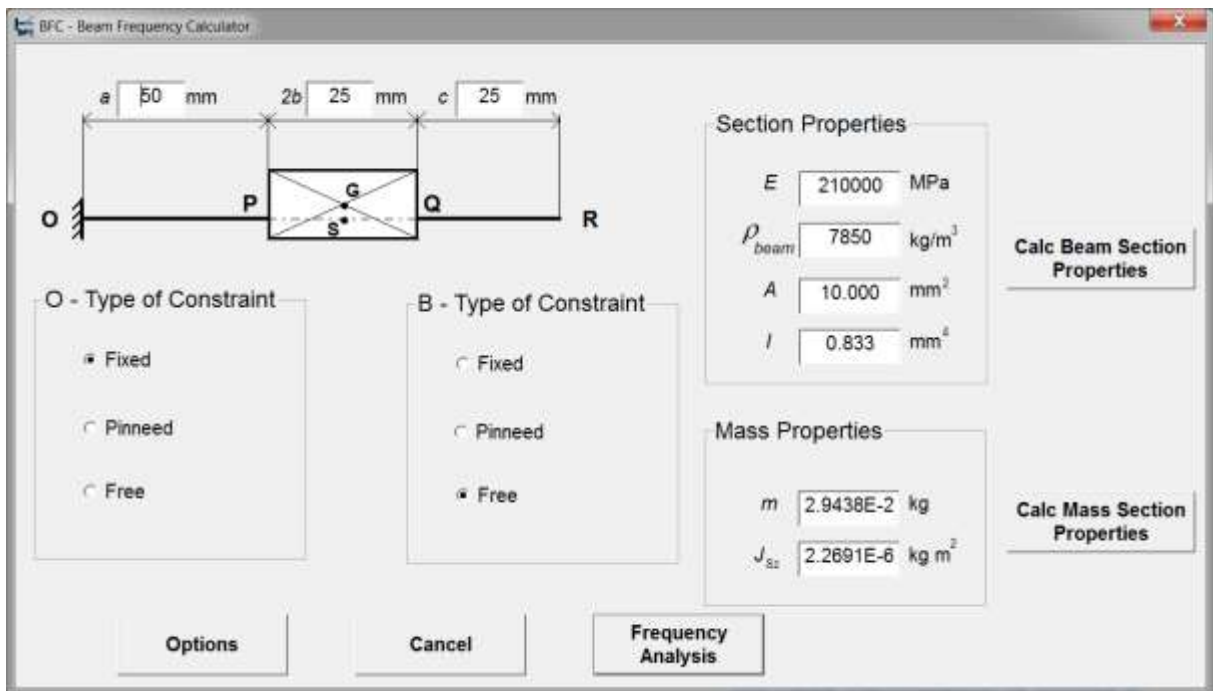 BFC - Beam Frequency Calculator
X
a 50 mm 2b 25 mm c 25 mm
O P G S Q R
Section Properties
E 210000 MPa
ρbeam 7850 kg/m³
A 10.000 mm²
I 0.833 mm⁴
Calc Beam Section
Properties
O - Type of Constraint
Fixed
Pinneed
Free
B - Type of Constraint
Fixed
Pinneed
Free
Mass Properties
m 2.9438E-2 kg
JSz 2.2691E-6 kg m²
Calc Mass Section
Properties
Options
Cancel
Frequency
Analysis